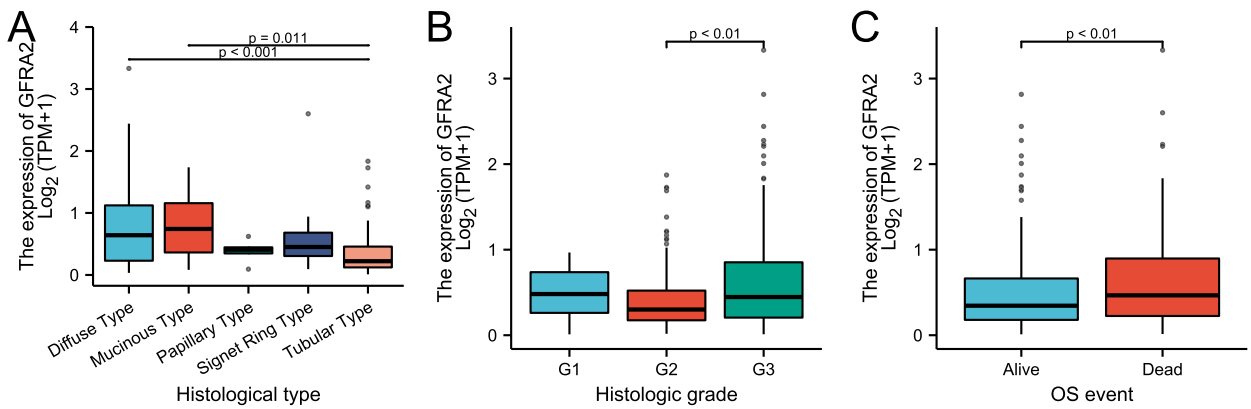 A
The expression of GFRA2
Log2 (TPM+1)
4
3
2
1
0
p = 0.011
p < 0.001
Diffuse Type
Mucinous Type
Papillary Type
Signet Ring Type
Tubular Type
Histological type
B
The expression of GFRA2
Log2 (TPM+1)
3
2
1
0
p < 0.01
G1
G2
G3
Histologic grade
C
The expression of GFRA2
Log2 (TPM+1)
3
2
1
0
p < 0.01
Alive
Dead
OS event